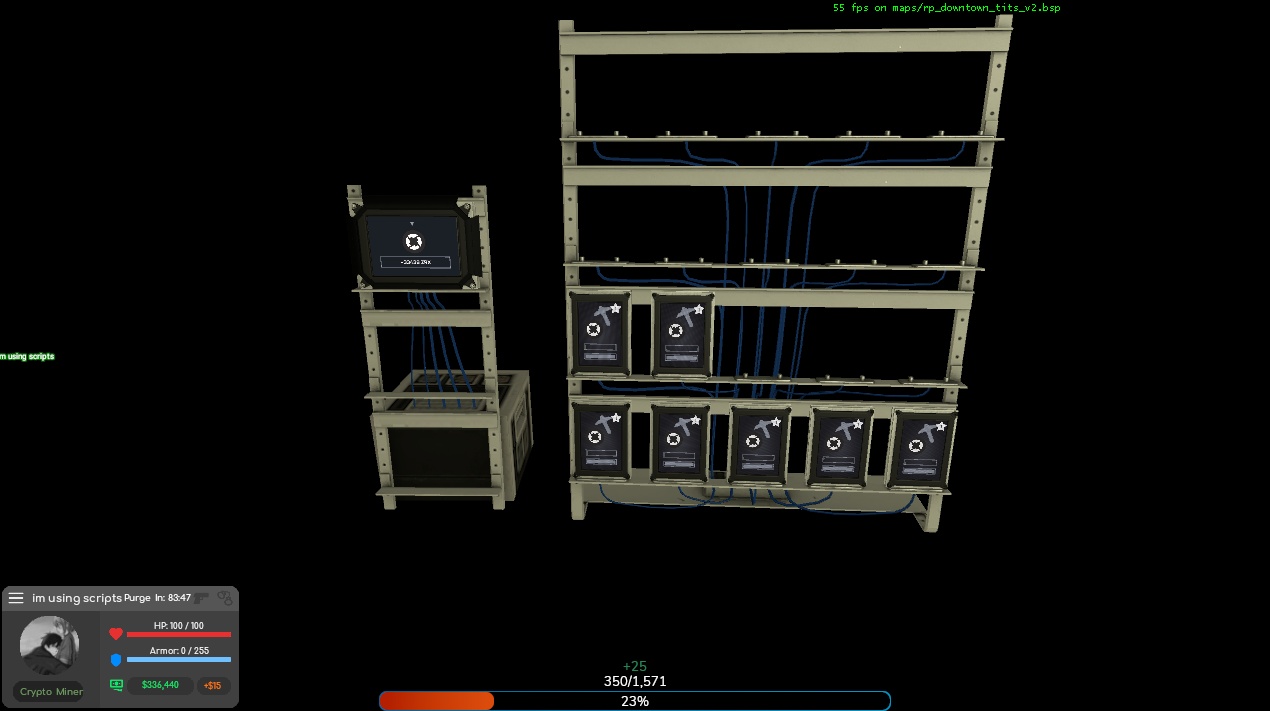 55 fps on maps/rp_downtown_tits_v2.bsp
m using scripts
im using scripts Purge In: 83:47
HP: 100 / 100
Armor: 0 / 255
Crypto Miner
$336,440
+$15
+25
350/1,571
23%